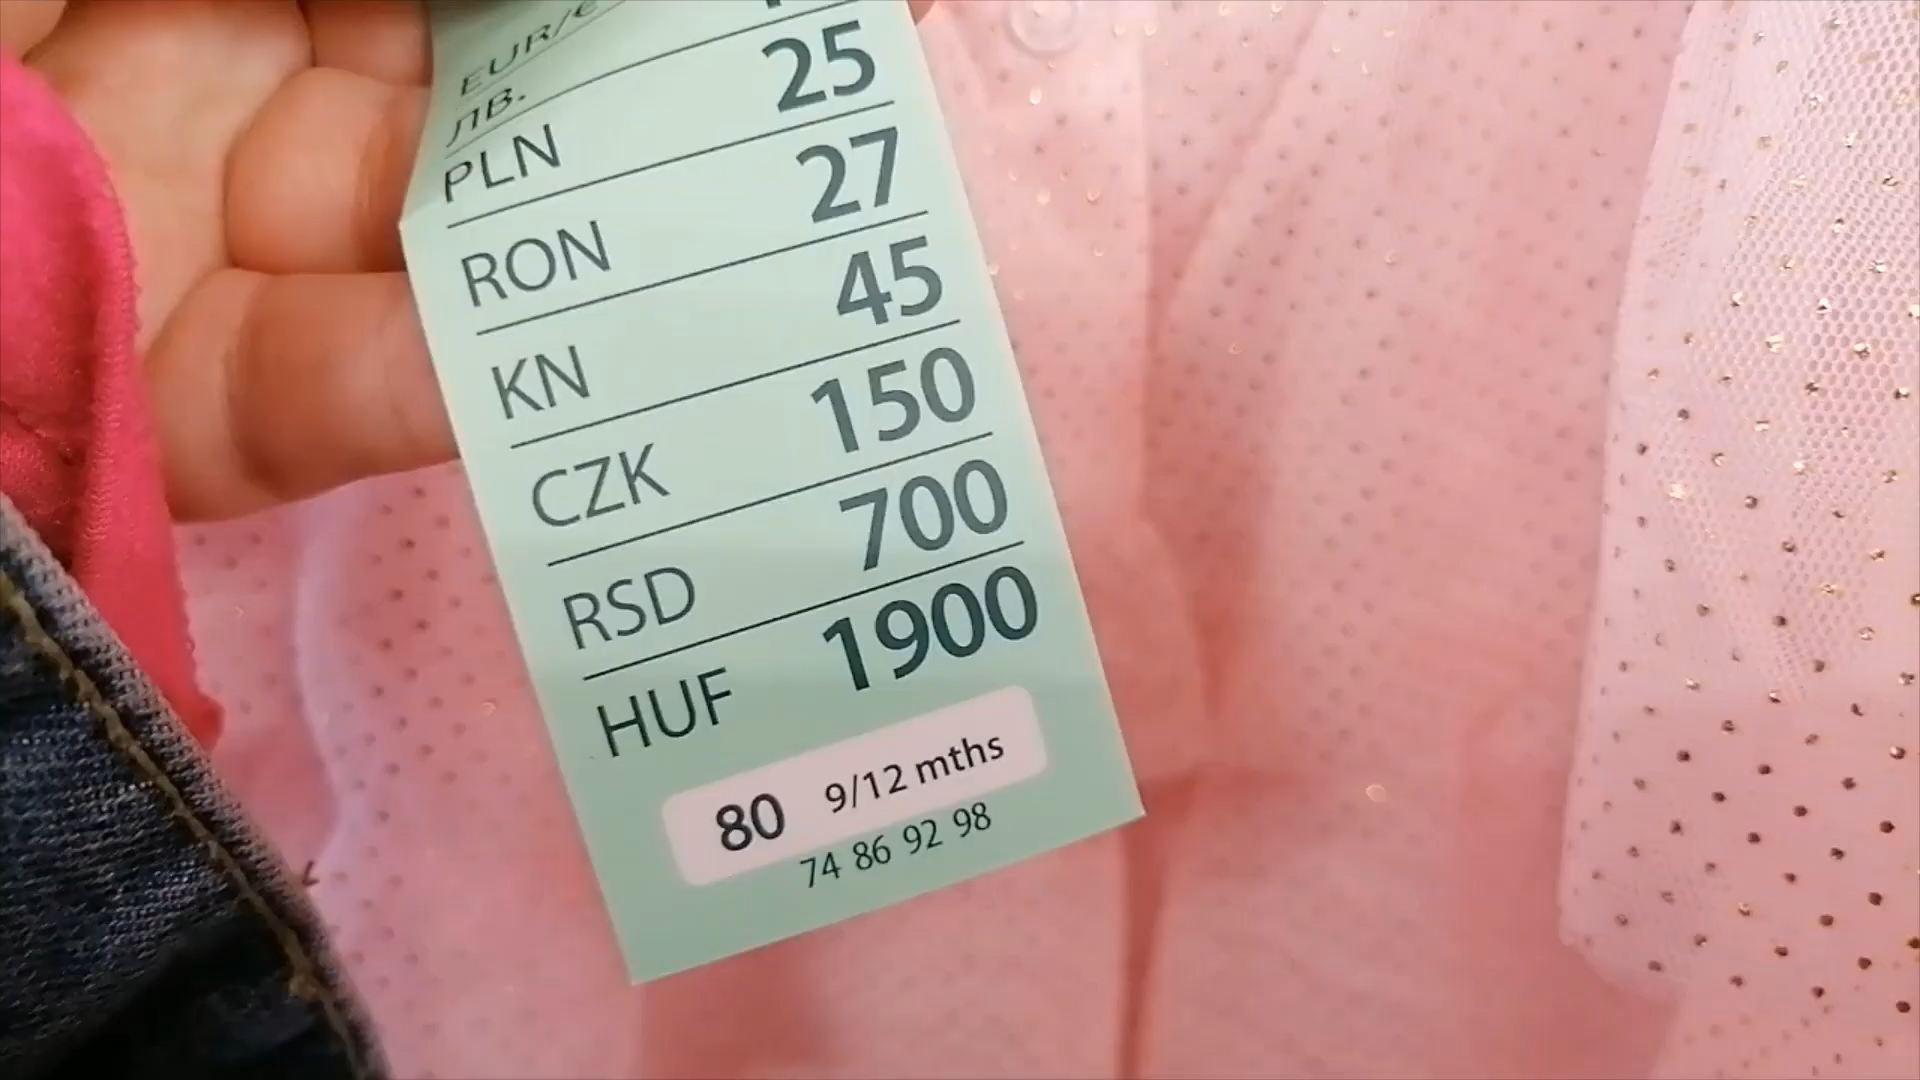 EUR/€
ЛВ.
PLN 25
RON 27
KN 45
CZK 150
RSD 700
HUF 1900
80 9/12 mths
74 86 92 98